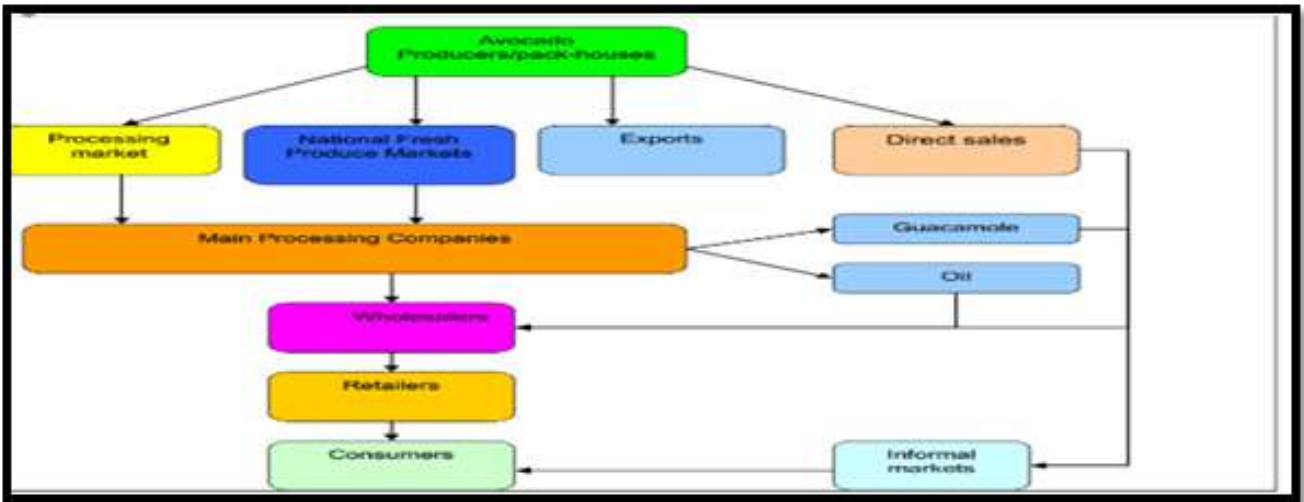 Avocado
Producers/pack-houses
Processing
market
National Fresh
Produce Markets
Exports
Direct sales
Main Processing Companies
Guacamole
Oil
Wholesalers
Retailers
Consumers
Informal
markets